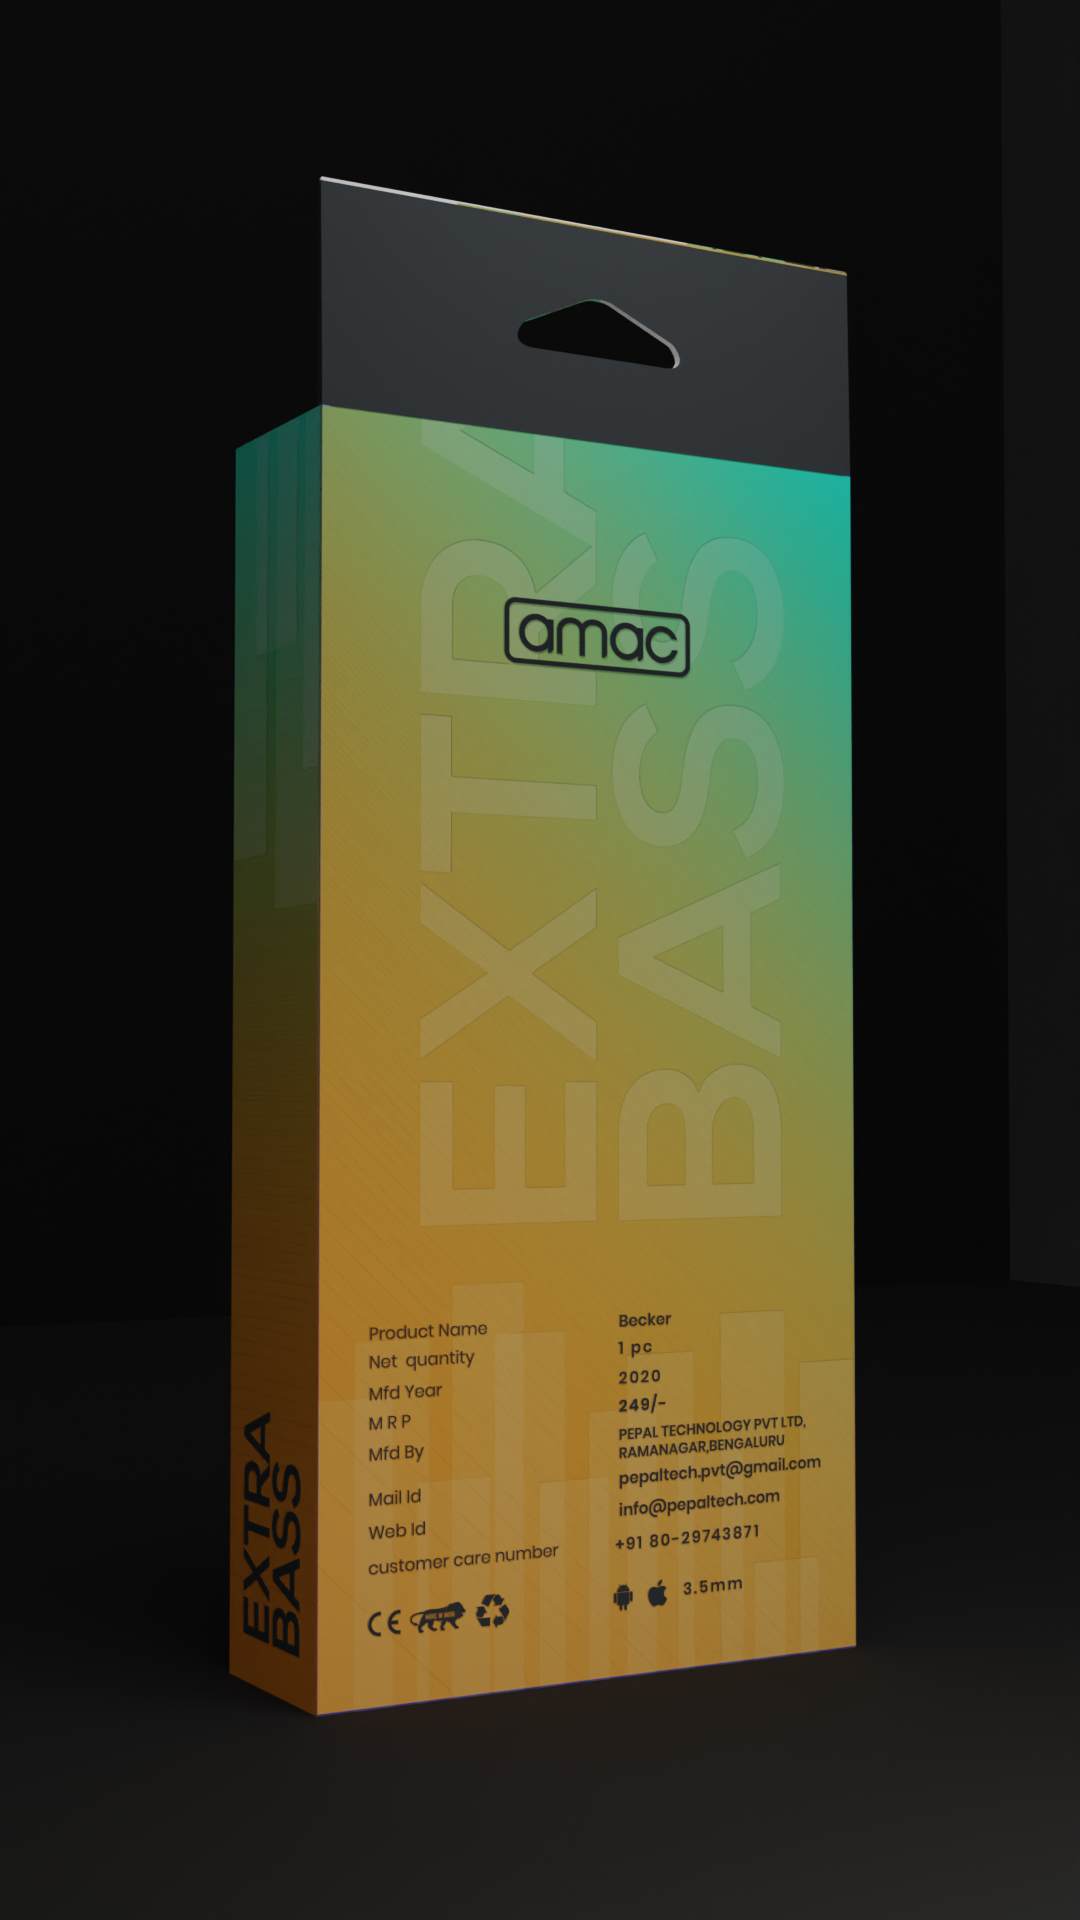 EXTRA
BASS
amac
Product Name Becker
Net quantity 1 pc
Mfd Year 2020
M R P 249/-
Mfd By PEPAL TECHNOLOGY PVT LTD,
RAMANAGAR,BENGALURU
Mail Id pepaltech.pvt@gmail.com
Web Id info@pepaltech.com
customer care number +91 80-29743871
CE 3.5mm
EXTRA
BASS